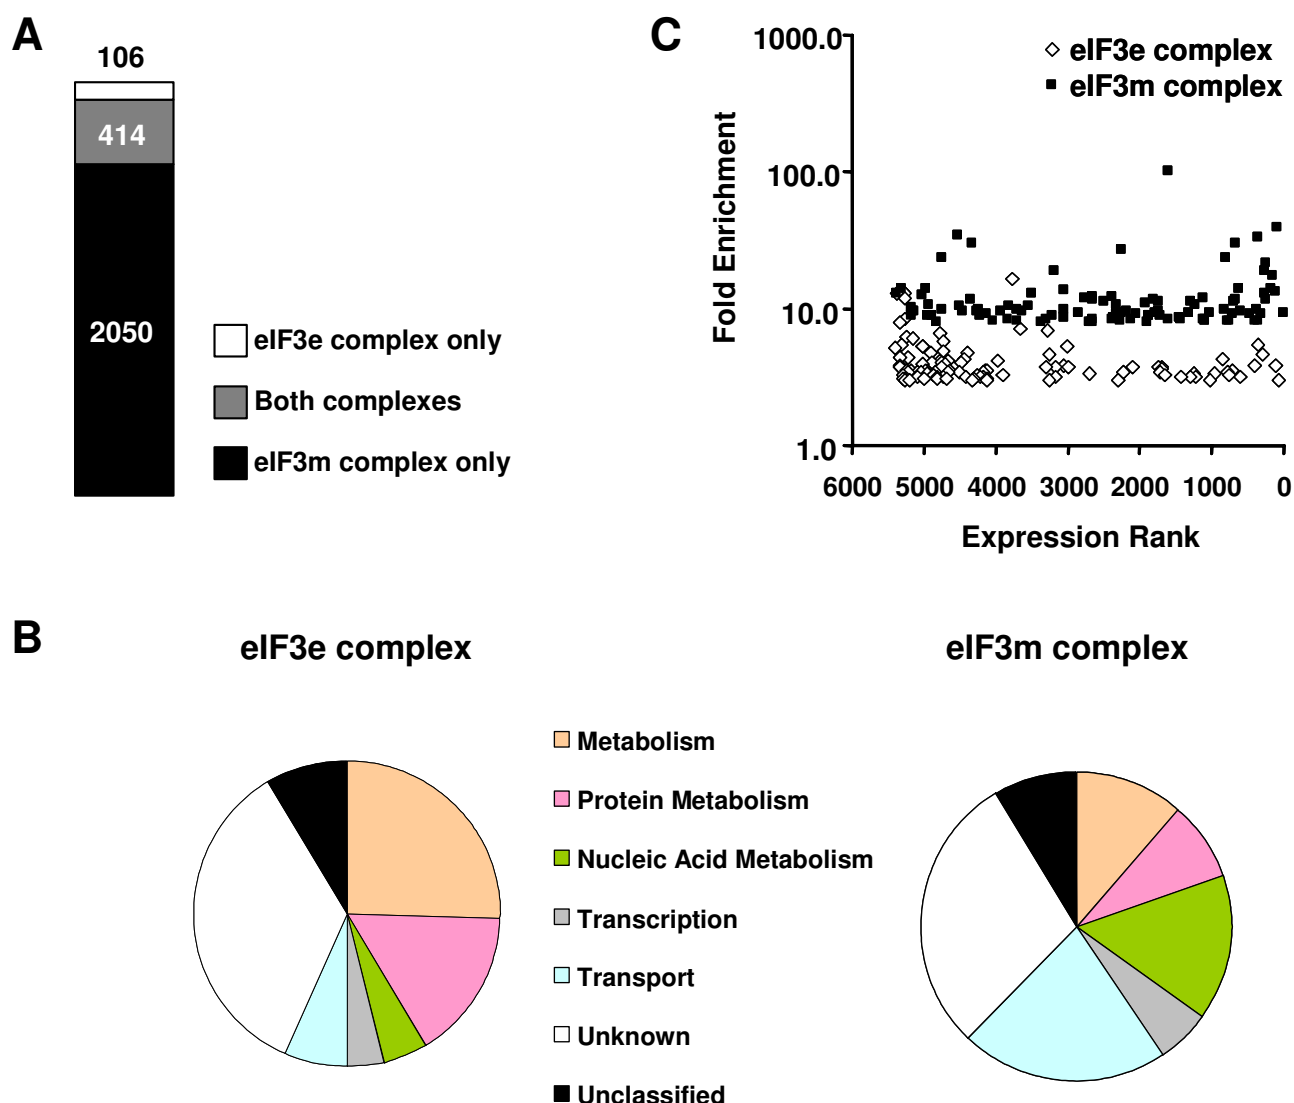 A
106
414
2050
eIF3e complex only
Both complexes
eIF3m complex only
C
1000.0
100.0
10.0
1.0
Fold Enrichment
eIF3e complex
eIF3m complex
6000 5000 4000 3000 2000 1000 0
Expression Rank
B
eIF3e complex
eIF3m complex
Metabolism
Protein Metabolism
Nucleic Acid Metabolism
Transcription
Transport
Unknown
Unclassified